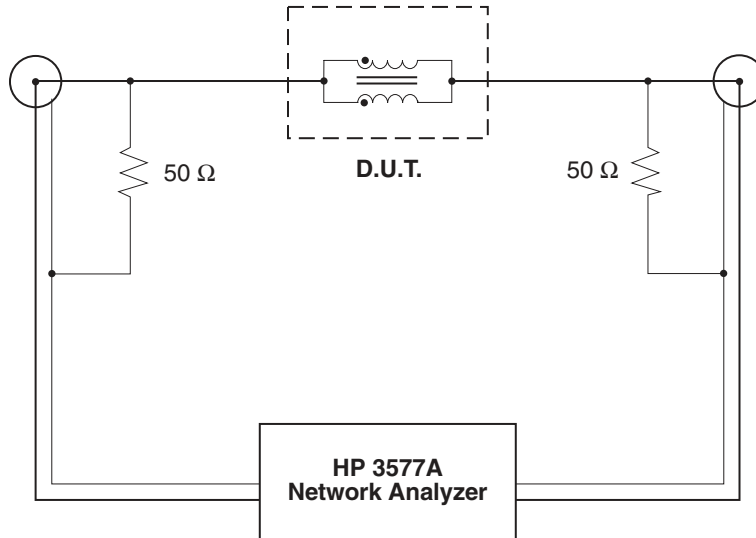 D.U.T.
50 Ω
50 Ω
HP 3577A
Network Analyzer